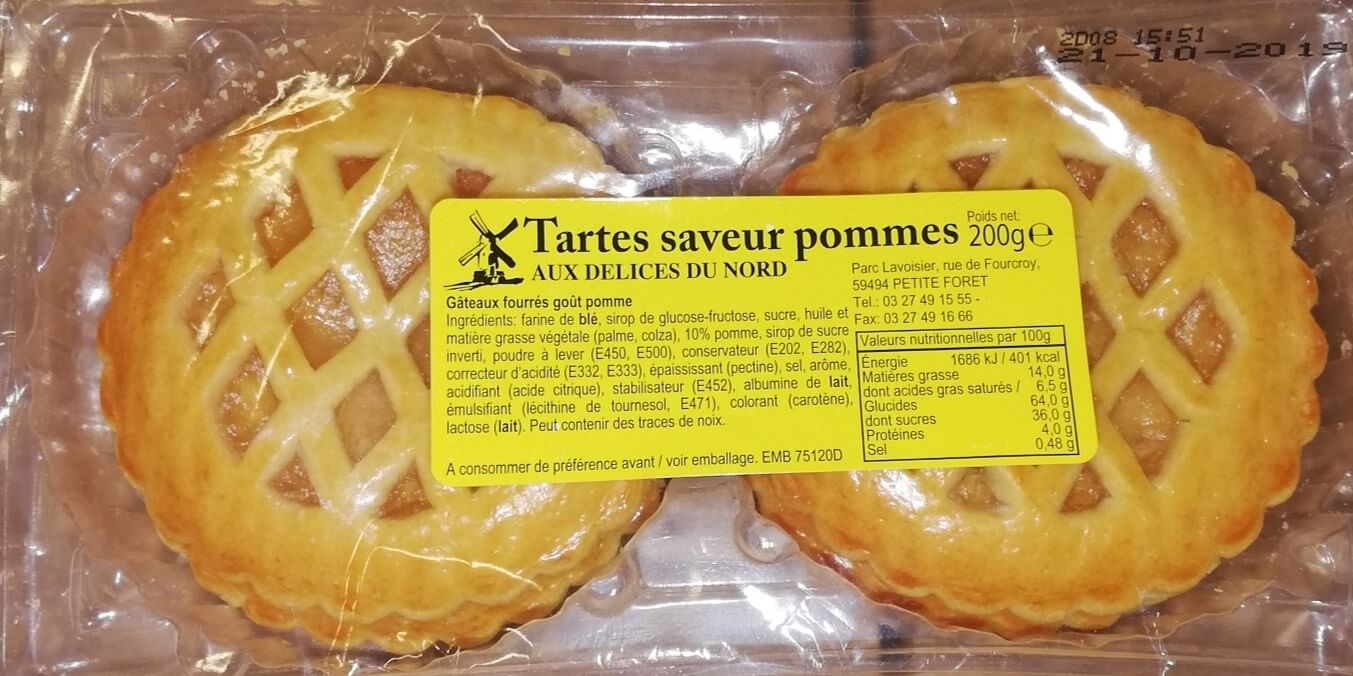 2D08 15:51
21-10-2019
Tartes saveur pommes
Poids net:
200g℮
AUX DELICES DU NORD
Parc Lavoisier, rue de Fourcroy,
59494 PETITE FORET
Tel.: 03 27 49 15 55 -
Fax: 03 27 49 16 66
Gâteaux fourrés goût pomme
Ingrédients: farine de blé, sirop de glucose-fructose, sucre, huile et
matière grasse végétale (palme, colza), 10% pomme, sirop de sucre
inverti, poudre à lever (E450, E500), conservateur (E202, E282),
correcteur d'acidité (E332, E333), épaississant (pectine), sel, arôme,
acidifiant (acide citrique), stabilisateur (E452), albumine de lait,
émulsifiant (lécithine de tournesol, E471), colorant (carotène),
lactose (lait). Peut contenir des traces de noix.
A consommer de préférence avant / voir emballage. EMB 75120D
Valeurs nutritionnelles par 100g
Énergie 1686 kJ / 401 kcal
Matières grasse 14,0 g
dont acides gras saturés / 6,5 g
Glucides 64,0 g
dont sucres 36,0 g
Protéines 4,0 g
Sel 0,48 g